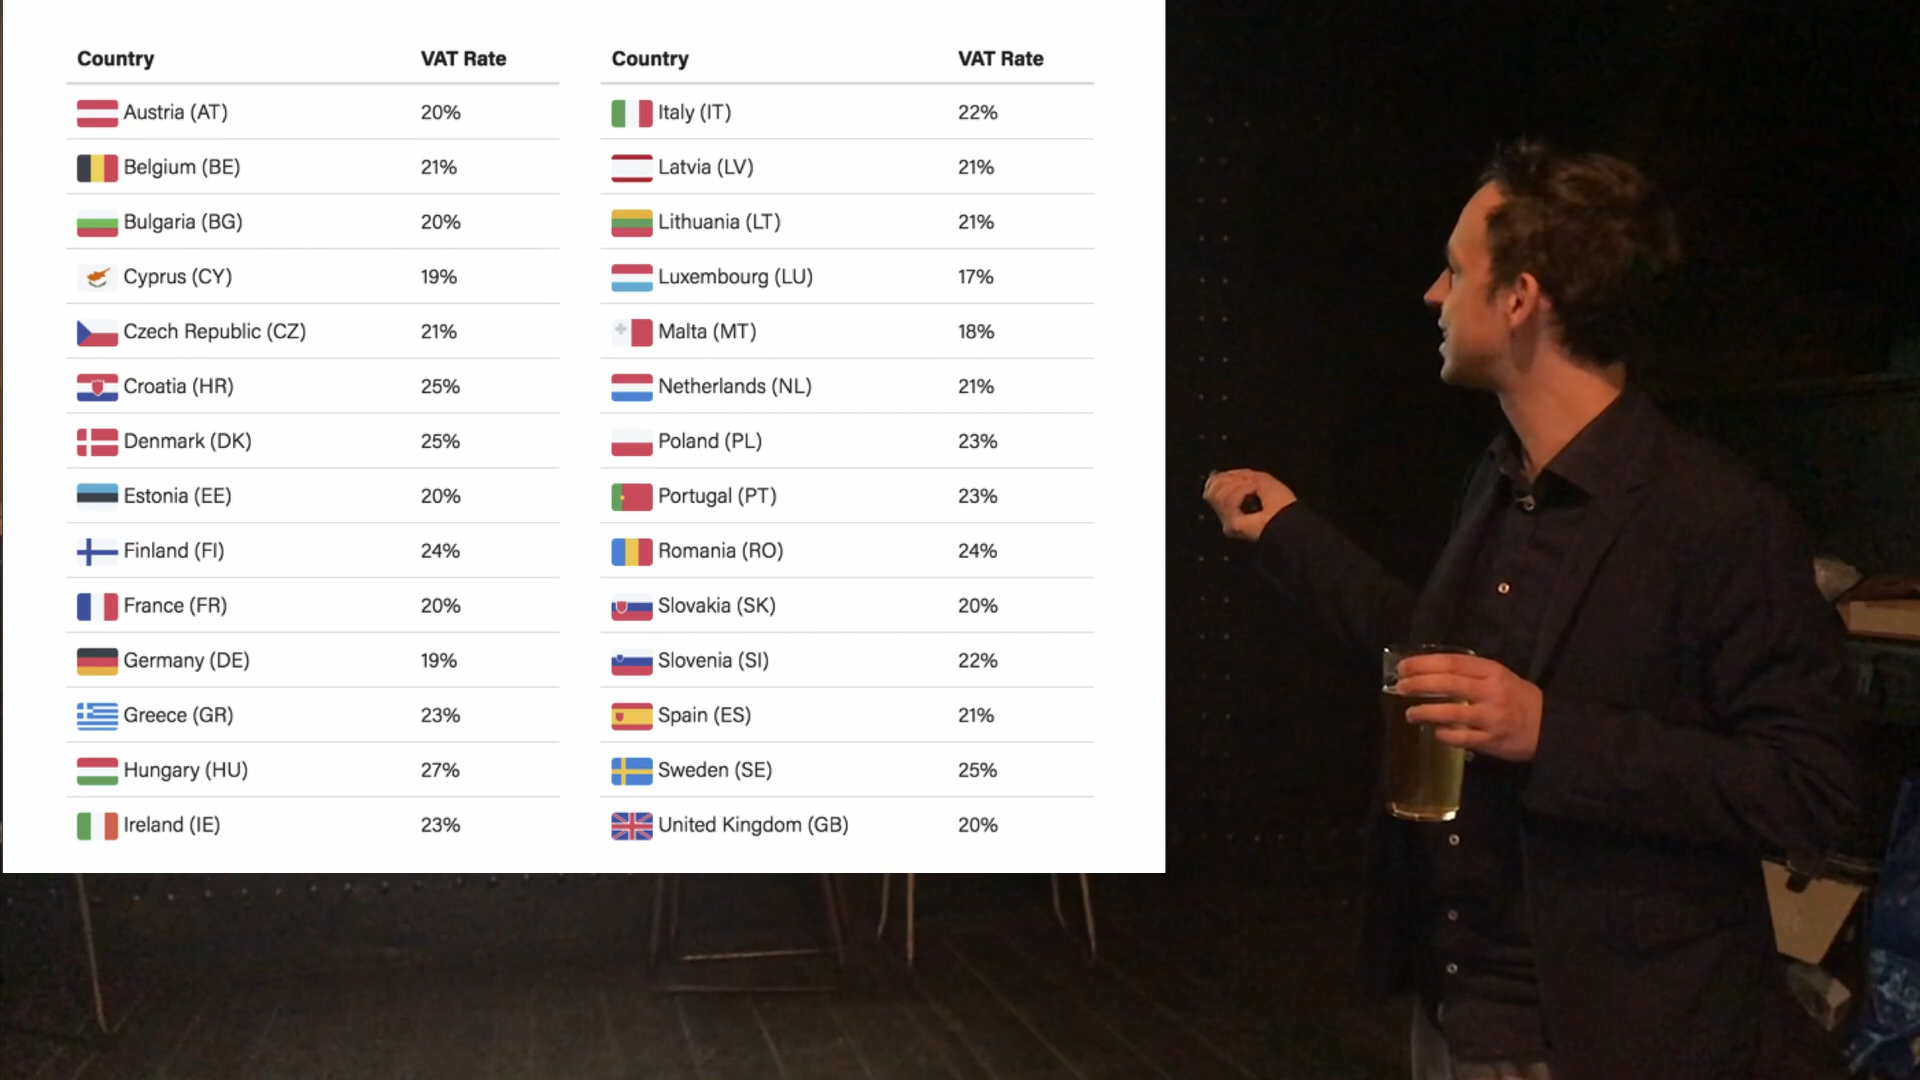 Country VAT Rate
Austria (AT) 20%
Belgium (BE) 21%
Bulgaria (BG) 20%
Cyprus (CY) 19%
Czech Republic (CZ) 21%
Croatia (HR) 25%
Denmark (DK) 25%
Estonia (EE) 20%
Finland (FI) 24%
France (FR) 20%
Germany (DE) 19%
Greece (GR) 23%
Hungary (HU) 27%
Ireland (IE) 23%
Country VAT Rate
Italy (IT) 22%
Latvia (LV) 21%
Lithuania (LT) 21%
Luxembourg (LU) 17%
Malta (MT) 18%
Netherlands (NL) 21%
Poland (PL) 23%
Portugal (PT) 23%
Romania (RO) 24%
Slovakia (SK) 20%
Slovenia (SI) 22%
Spain (ES) 21%
Sweden (SE) 25%
United Kingdom (GB) 20%